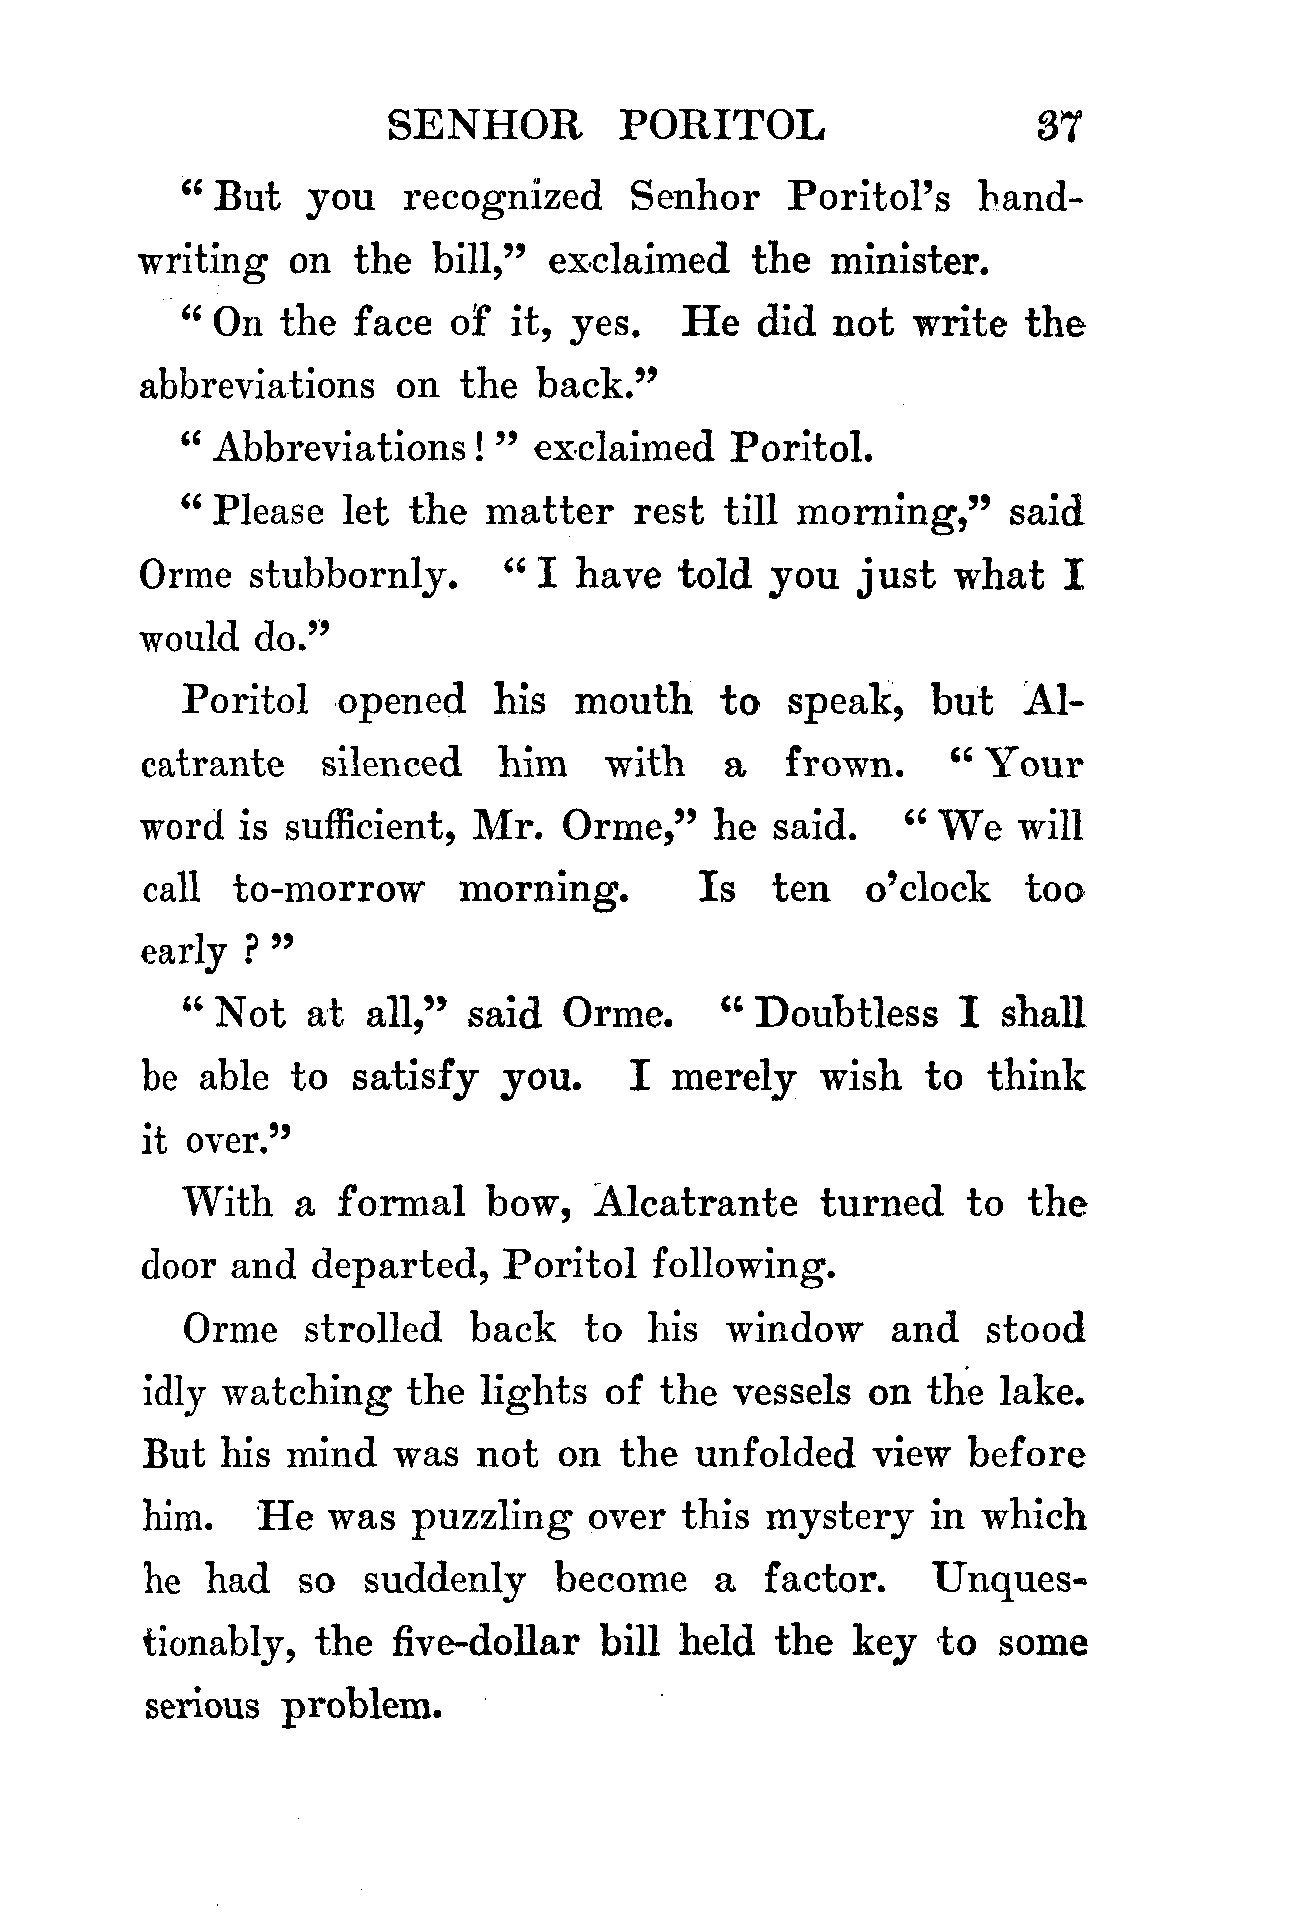 SENHOR PORITOL 37
“ But you recognized Senhor Poritol’s hand-
writing on the bill,” exclaimed the minister.
“ On the face of it, yes. He did not write the
abbreviations on the back.”
“ Abbreviations ! ” exclaimed Poritol.
“ Please let the matter rest till morning,” said
Orme stubbornly. “ I have told you just what I
would do.”
Poritol opened his mouth to speak, but Al-
catrante silenced him with a frown. “ Your
word is sufficient, Mr. Orme,” he said. “ We will
call to-morrow morning. Is ten o’clock too
early ? ”
“ Not at all,” said Orme. “ Doubtless I shall
be able to satisfy you. I merely wish to think
it over.”
With a formal bow, Alcatrante turned to the
door and departed, Poritol following.
Orme strolled back to his window and stood
idly watching the lights of the vessels on the lake.
But his mind was not on the unfolded view before
him. He was puzzling over this mystery in which
he had so suddenly become a factor. Unques-
tionably, the five-dollar bill held the key to some
serious problem.